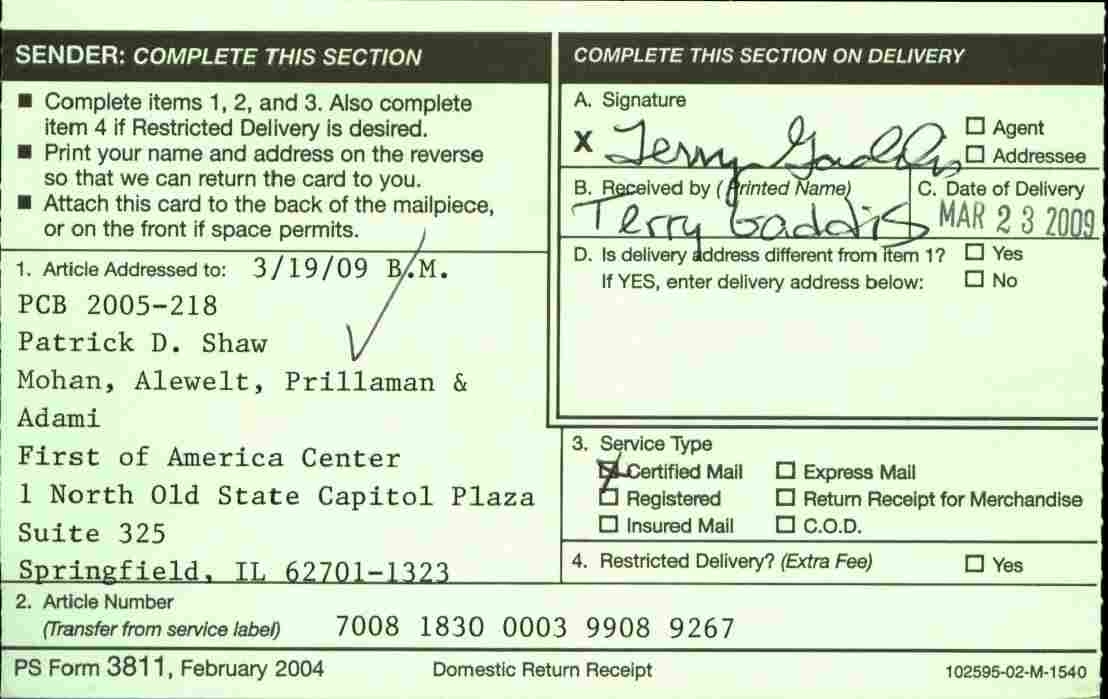 SENDER: COMPLETE THIS SECTION
■ Complete items 1, 2, and 3. Also complete
item 4 if Restricted Delivery is desired.
■ Print your name and address on the reverse
so that we can return the card to you.
■ Attach this card to the back of the mailpiece,
or on the front if space permits.
1. Article Addressed to: 3/19/09 B.M.
PCB 2005-218
Patrick D. Shaw
Mohan, Alewelt, Prillaman &
Adami
First of America Center
1 North Old State Capitol Plaza
Suite 325
Springfield, IL 62701-1323
COMPLETE THIS SECTION ON DELIVERY
A. Signature
X Terry Gaddis
☐ Agent
☐ Addressee
B. Received by (Printed Name)
Terry Gaddis
C. Date of Delivery
MAR 23 2009
D. Is delivery address different from item 1? ☐ Yes
If YES, enter delivery address below: ☐ No
3. Service Type
☒ Certified Mail ☐ Express Mail
☐ Registered ☐ Return Receipt for Merchandise
☐ Insured Mail ☐ C.O.D.
4. Restricted Delivery? (Extra Fee) ☐ Yes
2. Article Number
(Transfer from service label) 7008 1830 0003 9908 9267
PS Form 3811, February 2004 Domestic Return Receipt 102595-02-M-1540